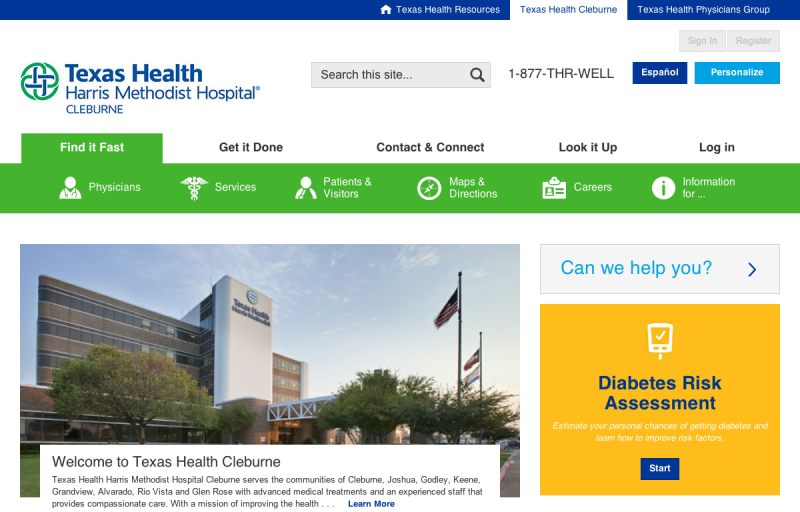 Texas Health Resources
Texas Health Cleburne
Texas Health Physicians Group
Sign In
Register
Texas Health
Harris Methodist Hospital®
CLEBURNE
Search this site...
1-877-THR-WELL
Español
Personalize
Find it Fast
Get it Done
Contact & Connect
Look it Up
Log in
Physicians
Services
Patients &
Visitors
Maps &
Directions
Careers
Information
for ...
Texas Health
Harris Methodist
Can we help you?
Diabetes Risk
Assessment
Estimate your personal chances of getting diabetes and
learn how to improve risk factors.
Start
Welcome to Texas Health Cleburne
Texas Health Harris Methodist Hospital Cleburne serves the communities of Cleburne, Joshua, Godley, Keene,
Grandview, Alvarado, Rio Vista and Glen Rose with advanced medical treatments and an experienced staff that
provides compassionate care. With a mission of improving the health . . . Learn More